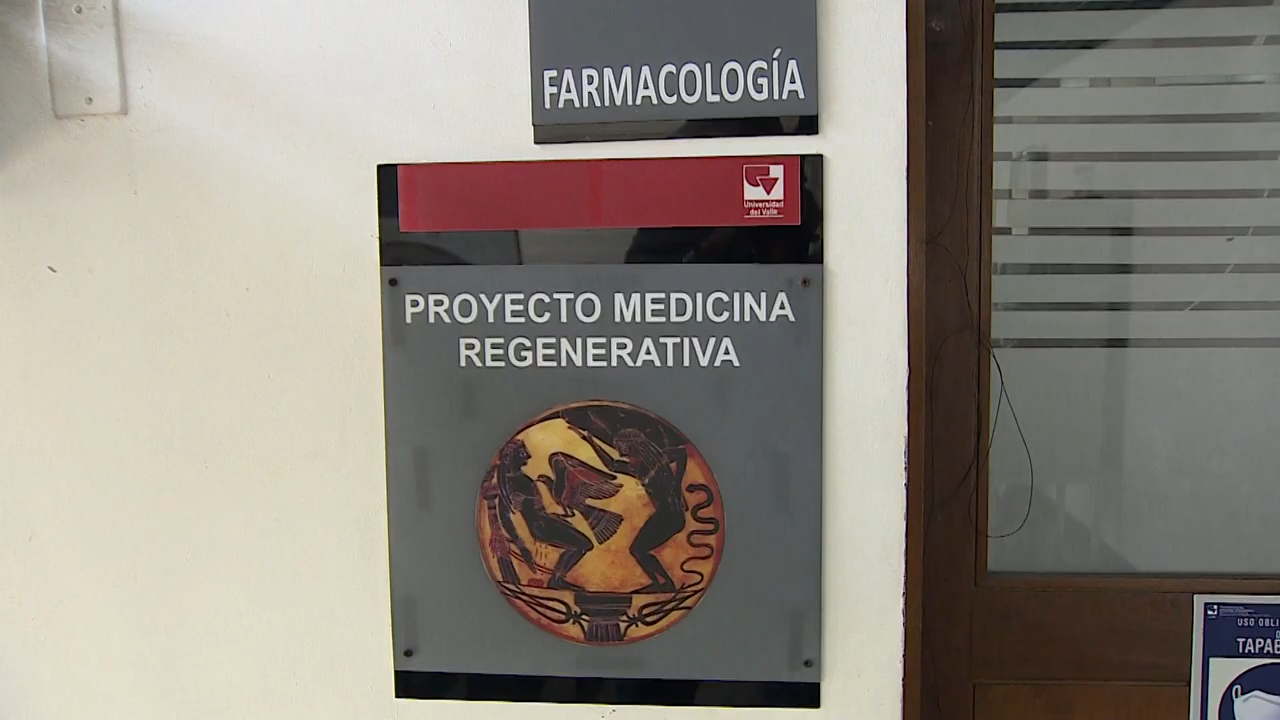 FARMACOLOGÍA
Universidad
del Valle
PROYECTO MEDICINA
REGENERATIVA
USO OBLI
TAPAB